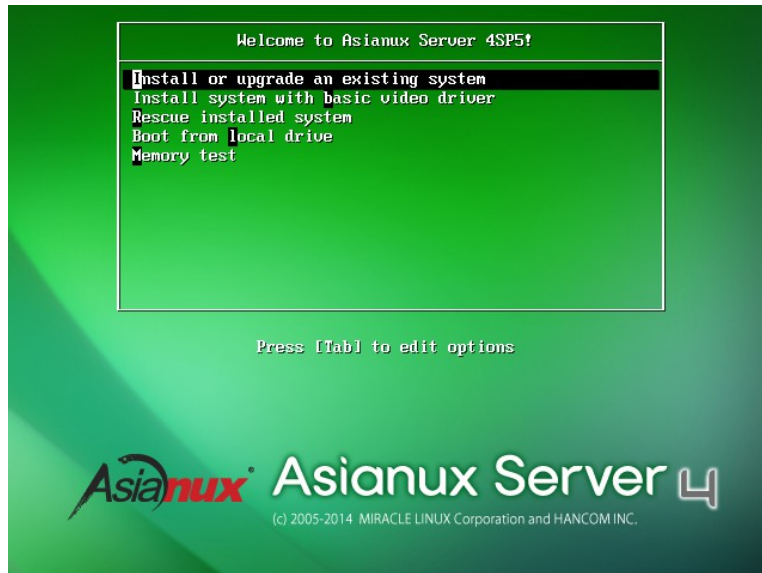 Welcome to Asianux Server 4SP5!
Install or upgrade an existing system
Install system with basic video driver
Rescue installed system
Boot from local drive
Memory test
Press [Tab] to edit options
Asianux Asianux Server 4
(c) 2005-2014 MIRACLE LINUX Corporation and HANCOM INC.